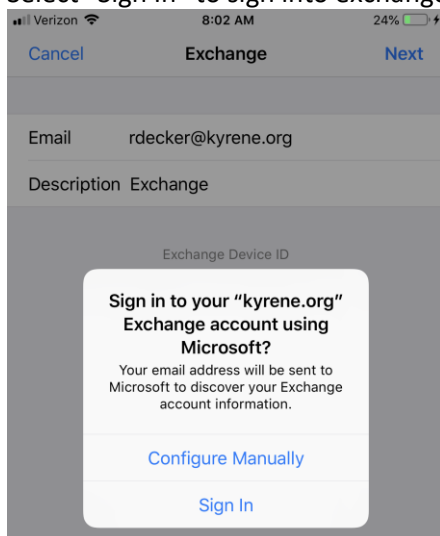 Select "Sign In" to sign into Exchange
Verizon 8:02 AM 24%
Cancel Exchange Next
Email rdecker@kyrene.org
Description Exchange
Exchange Device ID
Sign in to your “kyrene.org”
Exchange account using
Microsoft?
Your email address will be sent to
Microsoft to discover your Exchange
account information.
Configure Manually
Sign In